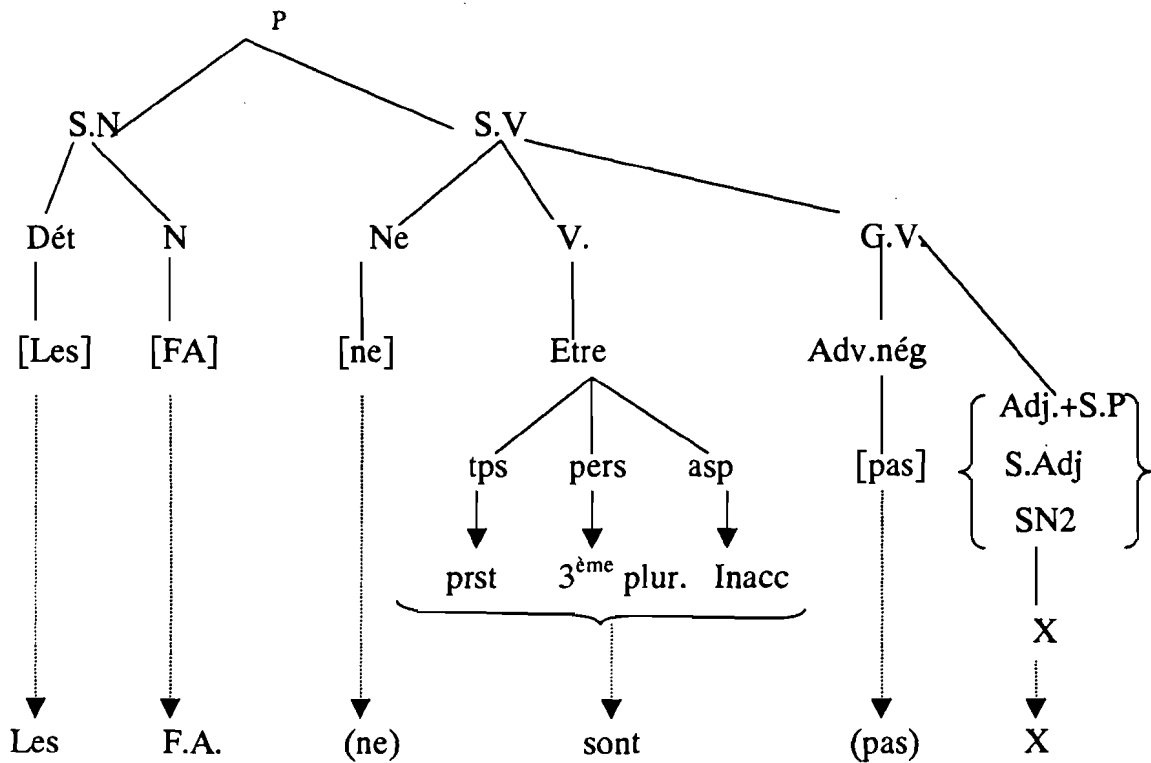 P
S.N S.V
Dét N Ne V. G.V.
[Les] [FA] [ne] Etre Adv.nég
Adj.+S.P
tps pers asp [pas] S.Adj
SN2
prst 3ème plur. Inacc
X
Les F.A. (ne) sont (pas) X